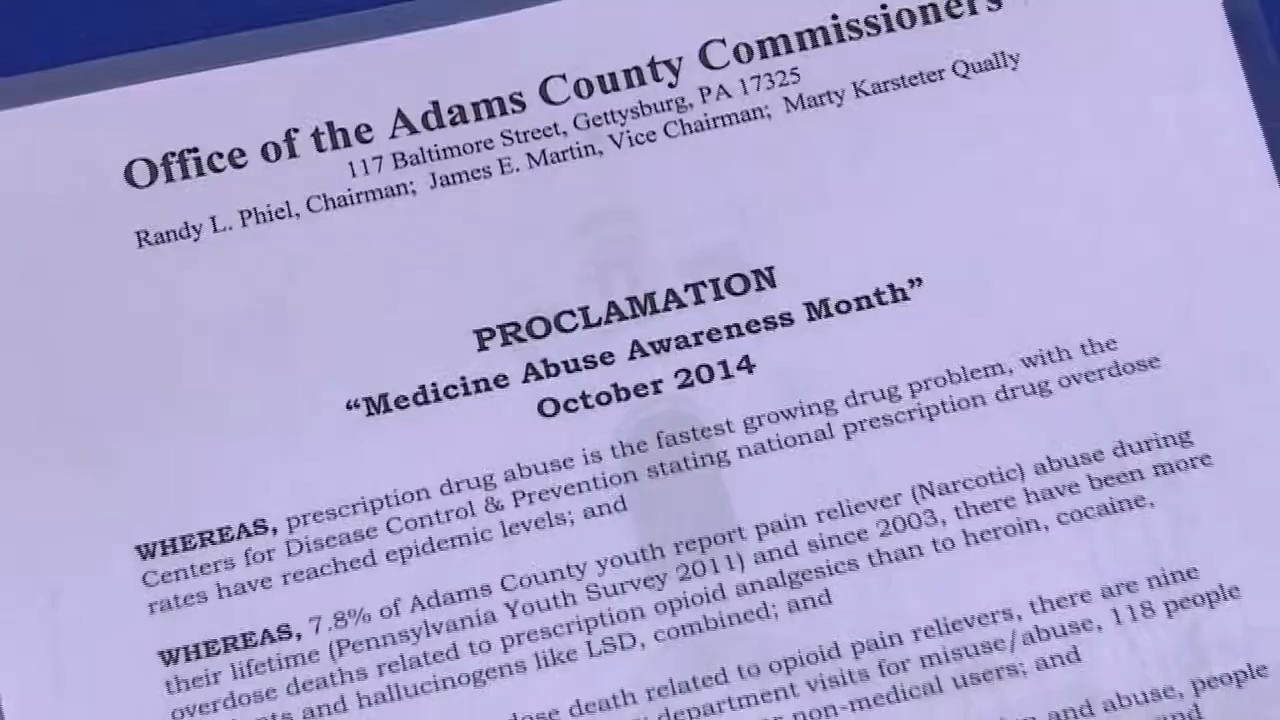 Office of the Adams County Commissioners
117 Baltimore Street, Gettysburg, PA 17325
Randy L. Phiel, Chairman; James E. Martin, Vice Chairman; Marty Karsteter Qually
PROCLAMATION
“Medicine Abuse Awareness Month”
October 2014
WHEREAS, prescription drug abuse is the fastest growing drug problem, with the
Centers for Disease Control & Prevention stating national prescription drug overdose
rates have reached epidemic levels; and
WHEREAS, 7.8% of Adams County youth report pain reliever (Narcotic) abuse during
their lifetime (Pennsylvania Youth Survey 2011) and since 2003, there have been more
overdose deaths related to prescription opioid analgesics than to heroin, cocaine,
and hallucinogens like LSD, combined; and
death related to opioid pain relievers, there are nine
department visits for misuse/abuse, 118 people
non-medical users; and
and abuse, people
and